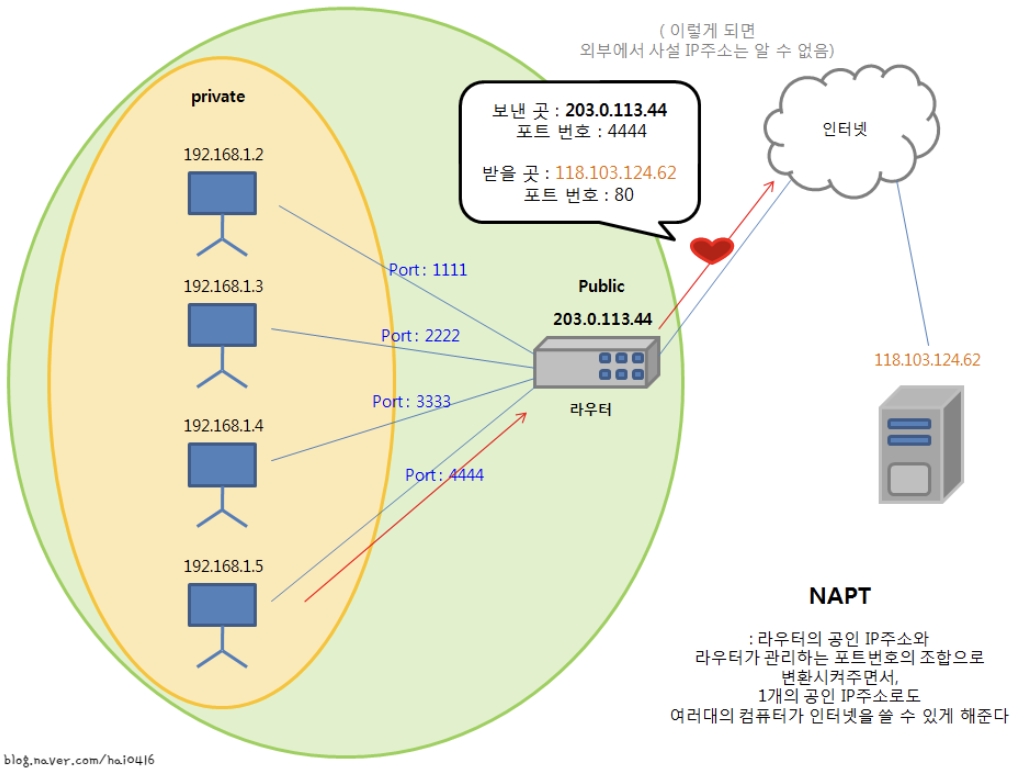 ( 이렇게 되면
외부에서 사설 IP주소는 알 수 없음)
private
보낸 곳 : 203.0.113.44
포트 번호 : 4444
받을 곳 : 118.103.124.62
포트 번호 : 80
인터넷
192.168.1.2
Port : 1111
192.168.1.3
Port : 2222
Public
203.0.113.44
라우터
118.103.124.62
192.168.1.4
Port : 3333
Port : 4444
192.168.1.5
NAPT
: 라우터의 공인 IP주소와
라우터가 관리하는 포트번호의 조합으로
변환시켜주면서,
1개의 공인 IP주소로도
여러대의 컴퓨터가 인터넷을 쓸 수 있게 해준다
blog.naver.com/hai0416